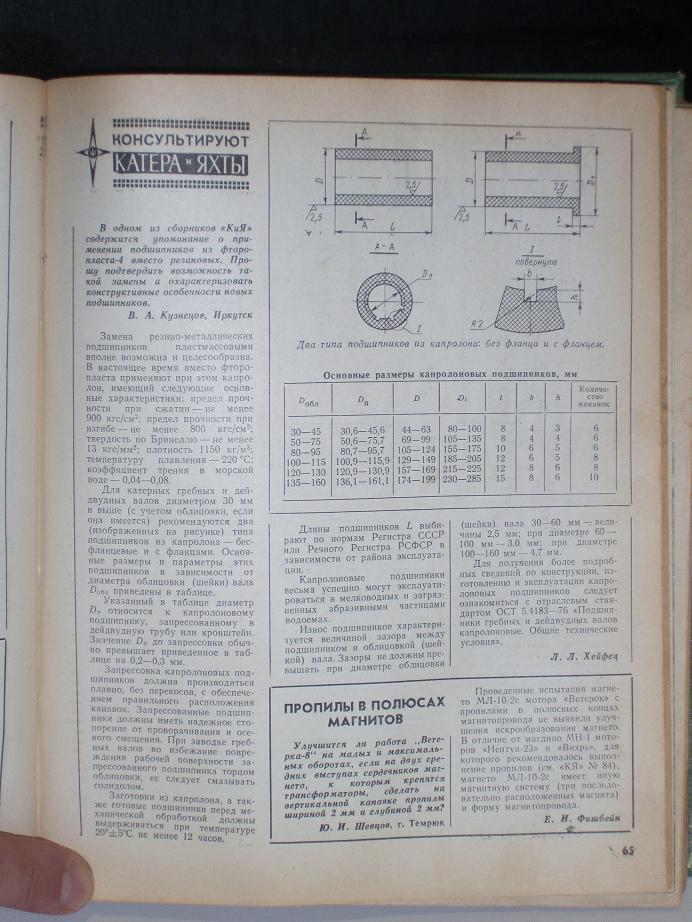 КОНСУЛЬТИРУЮТ
КАТЕРА и ЯХТЫ
В одном из сборников «КиЯ»
содержится упоминание о при-
менении подшипников из фторо-
пласта-4 вместо резиновых. Про-
шу подтвердить возможность та-
кой замены и охарактеризовать
конструктивные особенности новых
подшипников.
В. А. Кузнецов, Иркутск
Замена резино-металлических
подшипников пластмассовыми
вполне возможна и целесообразна.
В настоящее время вместо фторо-
пласта применяют при этом капро-
лон, имеющий следующие основ-
ные характеристики: предел проч-
ности при сжатии — не менее
900 кгс/см²; предел прочности при
изгибе — не менее 800 кгс/см²;
твердость по Бринеллю — не менее
13 кгс/мм²; плотность 1150 кг/м³;
температуру плавления — 220 °С;
коэффициент трения в морской
воде — 0,04—0,08.
Для катерных гребных и дей-
двудных валов диаметром 30 мм
и выше (с учетом облицовки, если
она имеется) рекомендуются два
(изображенных на рисунке) типа
подшипников из капролона — бес-
фланцевые и с фланцами. Основ-
ные размеры и параметры этих
подшипников в зависимости от
диаметра облицовки (шейки) вала
Dобл приведены в таблице.
Указанный в таблице диаметр
Dп относится к капролоновому
подшипнику, запрессованному в
дейдвудную трубу или кронштейн.
Значение Dп до запрессовки обыч-
но превышает приведенное в таб-
лице на 0,2—0,3 мм.
Запрессовка капролоновых под-
шипников должна производиться
плавно, без перекосов, с обеспече-
нием правильного расположения
канавок. Запрессованные подшип-
ники должны иметь надежное сто-
порение от проворачивания и осе-
вого смещения. При заводке греб-
ных валов во избежание повре-
ждения рабочей поверхности за-
прессованного подшипника торцом
облицовки, ее следует смазывать
солидолом.
Заготовки из капролона, а так-
же готовые подшипники перед ме-
ханической обработкой должны
выдерживаться при температуре
20°±5°С не менее 12 часов.
А А
D D D₁
2,5 2,5
2,5 2,5
А L А L l
А–А I
повернуто
Dп b
h
I R2
Два типа подшипников из капролона: без фланца и с фланцем.
Основные размеры капролоновых подшипников, мм
Dобл Dп D D₁ l b h Количе-
ство
канавок
30—45 30,6—45,6 44—63 80—100 8 4 3 6
50—75 50,6—75,7 69—99 105—135 8 4 4 6
80—95 80,7—95,7 105—124 155—175 10 6 5 6
100—115 100,9—115,9 129—149 185—205 12 6 5 8
120—130 120,9—130,9 157—169 215—225 12 8 6 8
135—160 136,1—161,1 174—199 230—285 15 8 6 10
Длины подшипников L выби-
рают по нормам Регистра СССР
или Речного Регистра РСФСР в
зависимости от района эксплуата-
ции.
Капролоновые подшипники
весьма успешно могут эксплуати-
роваться в мелководных и загряз-
ненных абразивными частицами
водоемах.
Износ подшипников характери-
зуется величиной зазора между
подшипником и облицовкой (шей-
кой) вала. Зазоры не должны пре-
вышать при диаметре облицовки
(шейки) вала 30—60 мм — вели-
чины 2,5 мм; при диаметре 60—
100 мм — 3,0 мм; при диаметре
100—160 мм — 4,7 мм.
Для получения более подроб-
ных сведений по конструкции, из-
готовлению и эксплуатации капро-
лоновых подшипников следует
ознакомиться с отраслевым стан-
дартом ОСТ 5.4183—76 «Подшип-
ники гребных и дейдвудных валов
капролоновые. Общие технические
условия».
Л. Л. Хейфец
ПРОПИЛЫ В ПОЛЮСАХ
МАГНИТОВ
Улучшится ли работа „Вете-
рка-8“ на малых и максималь-
ных оборотах, если на двух сре-
дних выступах сердечников маг-
нето, к которым крепятся
трансформаторы, сделать на
вертикальной канавке пропилы
шириной 2 мм и глубиной 2 мм?
Ю. И. Шевцов, г. Темрюк
Проведенные испытания магне-
то МЛ-10-2с мотора «Ветерок» с
пропилами в полюсных концах
магнитопровода не выявили улуч-
шения искрообразования магнето.
В отличие от магдино МН-1 мото-
ров «Нептун-23» и «Вихрь», для
которого рекомендовалось выпол-
нение пропилов (см. «КЯ» № 84),
магнето МЛ-10-2с имеет иную
магнитную систему (три последо-
вательно расположенных магнита)
и форму магнитопровода.
Е. И. Фишбейн
65